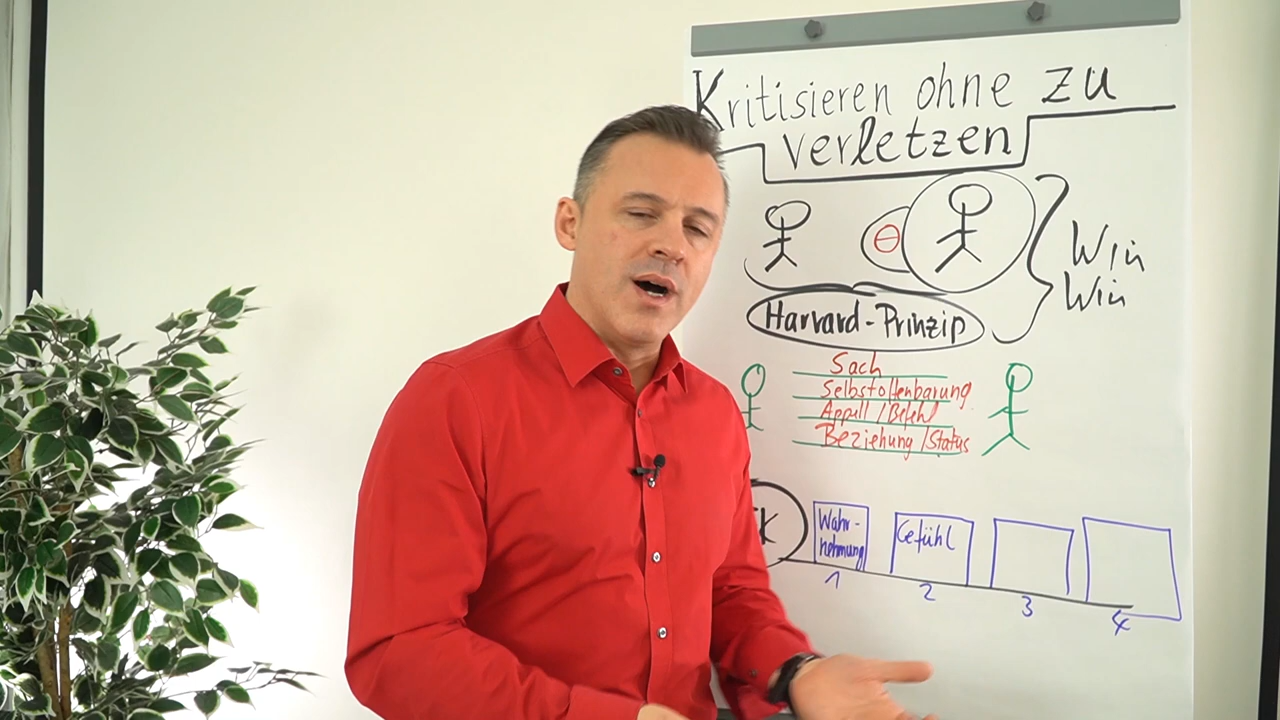 Kritisieren ohne zu
verletzen
Win
Win
Harvard-Prinzip
Sach
Selbstoffenbarung
Appell / Befehl
Beziehung / Status
K
Wahr-
nehmung
Gefühl
1
2
3
4